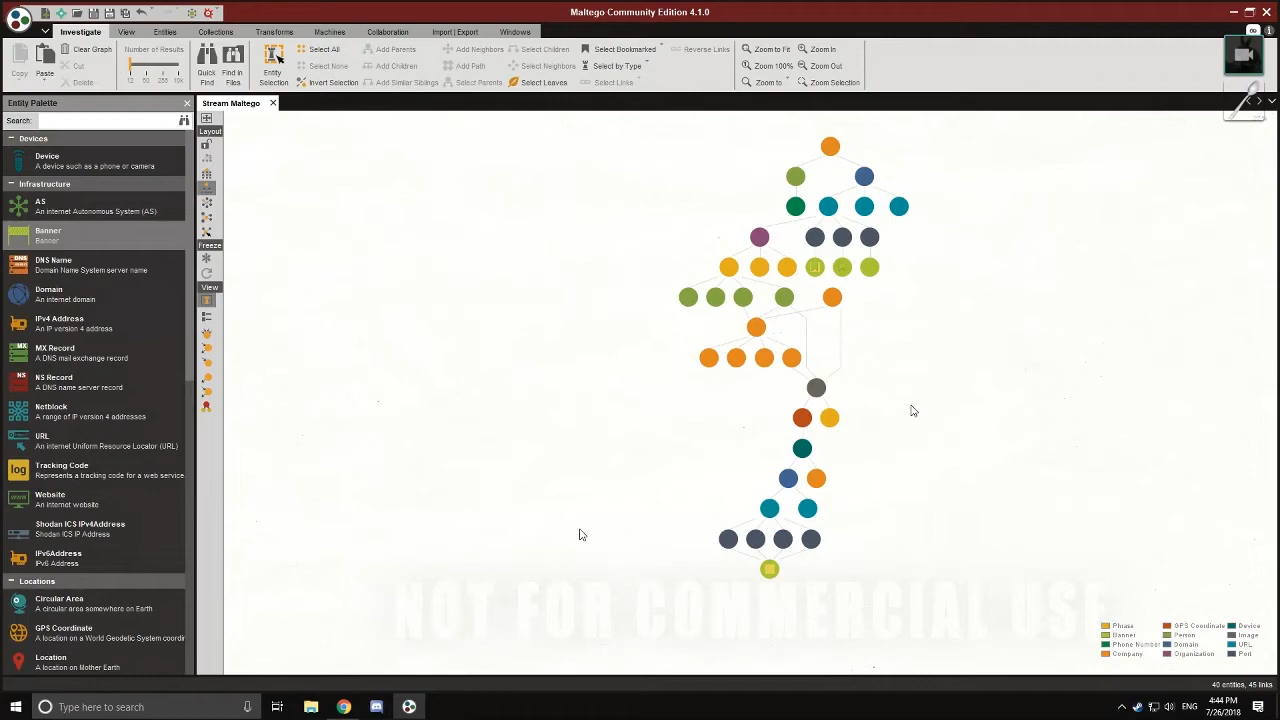 Maltego Community Edition 4.1.0
Investigate View Entities Collections Transforms Machines Collaboration Import|Export Windows
Copy
Paste
Clear Graph
Cut
Delete
Number of Results
12 50 255 10k
Quick Find
Find in Files
Entity Selection
Select All
Select None
Invert Selection
Add Parents
Add Children
Add Similar Siblings
Add Neighbors
Add Path
Select Parents
Select Children
Select Neighbors
Select Leaves
Select Bookmarked
Select by Type
Select Links
Reverse Links
Zoom to Fit
Zoom 100%
Zoom to
Zoom In
Zoom Out
Zoom Selection
Entity Palette
Stream Maltego
Search:
Layout
Freeze
View
Devices
Device
A device such as a phone or camera
Infrastructure
AS
An internet Autonomous System (AS)
Banner
Banner
DNS Name
Domain Name System server name
Domain
An internet domain
IPv4 Address
An IP version 4 address
MX Record
A DNS mail exchange record
NS Record
A DNS name server record
Netblock
A range of IP version 4 addresses
URL
An internet Uniform Resource Locator (URL)
Tracking Code
Represents a tracking code for a web service
Website
An internet website
Shodan ICS IPv4Address
Shodan ICS IP Address
IPv6Address
IPv6 Address
Locations
Circular Area
A circular area somewhere on Earth
GPS Coordinate
A location on a World Geodetic System coordin
Location
A location on Mother Earth
NOT FOR COMMERCIAL USE
Phrase GPS Coordinate Device
Banner Person Image
Phone Number Domain URL
Company Organization Port
40 entities, 45 links
Type here to search
ENG
4:44 PM
7/26/2018